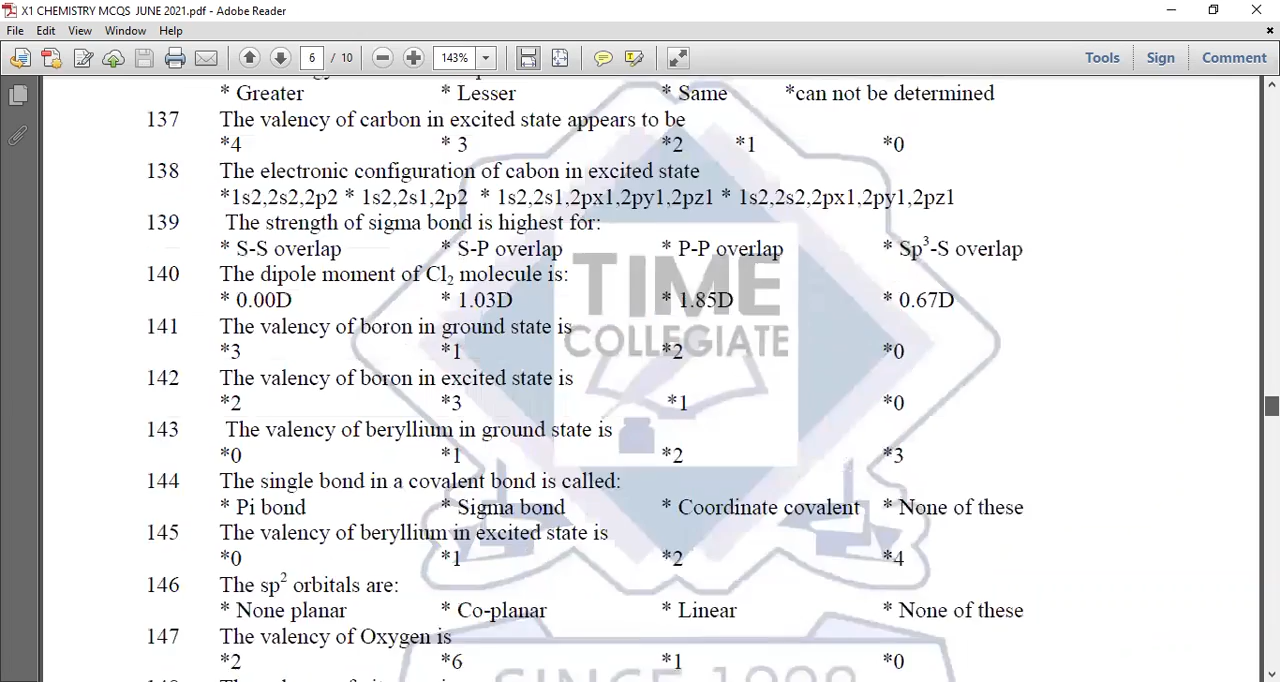 X1 CHEMISTRY MCQS JUNE 2021.pdf - Adobe Reader
File Edit View Window Help
6 / 10 143% Tools Sign Comment
* Greater * Lesser * Same *can not be determined
137 The valency of carbon in excited state appears to be
*4 * 3 *2 *1 *0
138 The electronic configuration of cabon in excited state
*1s2,2s2,2p2 * 1s2,2s1,2p2 * 1s2,2s1,2px1,2py1,2pz1 * 1s2,2s2,2px1,2py1,2pz1
139 The strength of sigma bond is highest for:
* S-S overlap * S-P overlap * P-P overlap * Sp³-S overlap
140 The dipole moment of Cl₂ molecule is:
* 0.00D * 1.03D * 1.85D * 0.67D
141 The valency of boron in ground state is
*3 *1 *2 *0
142 The valency of boron in excited state is
*2 *3 *1 *0
143 The valency of beryllium in ground state is
*0 *1 *2 *3
144 The single bond in a covalent bond is called:
* Pi bond * Sigma bond * Coordinate covalent * None of these
145 The valency of beryllium in excited state is
*0 *1 *2 *4
146 The sp² orbitals are:
* None planar * Co-planar * Linear * None of these
147 The valency of Oxygen is
*2 *6 *1 *0
TIME
COLLEGIATE